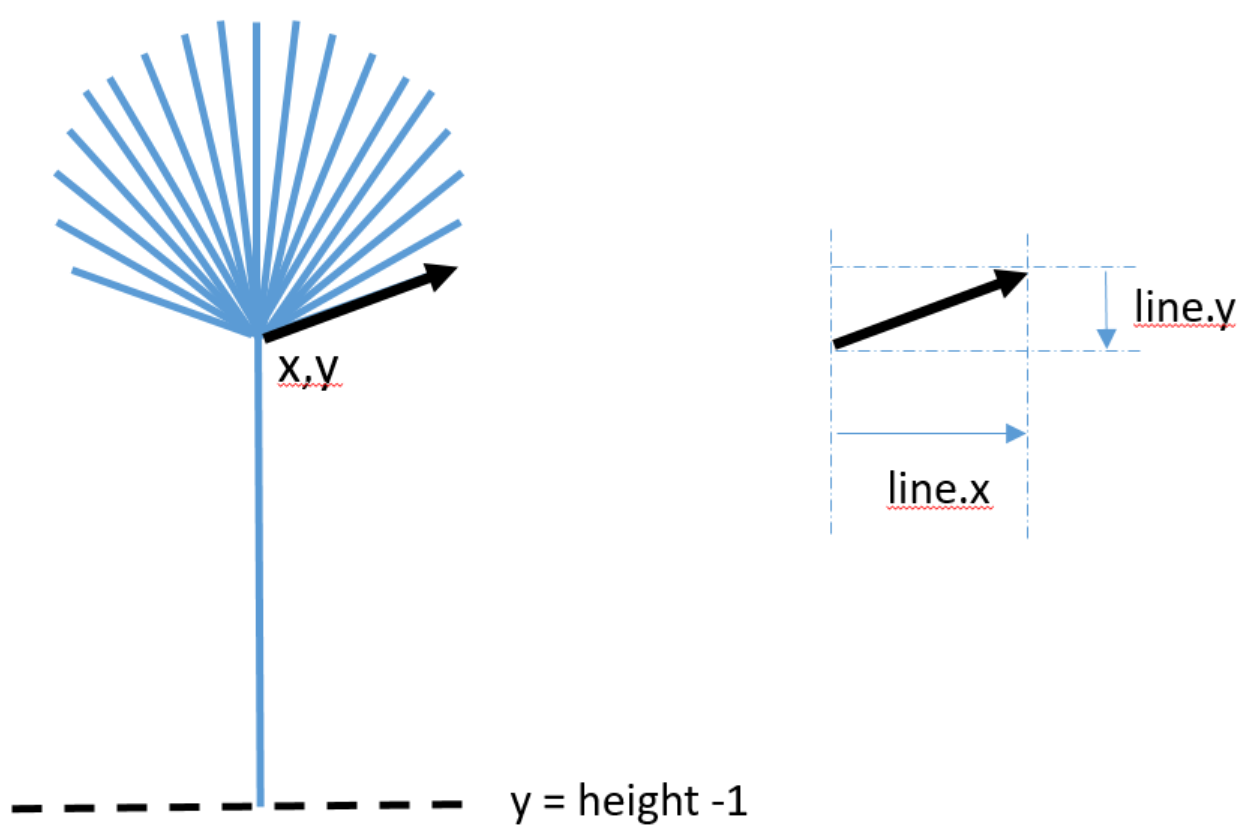 x,y
line.y
line.x
y = height -1